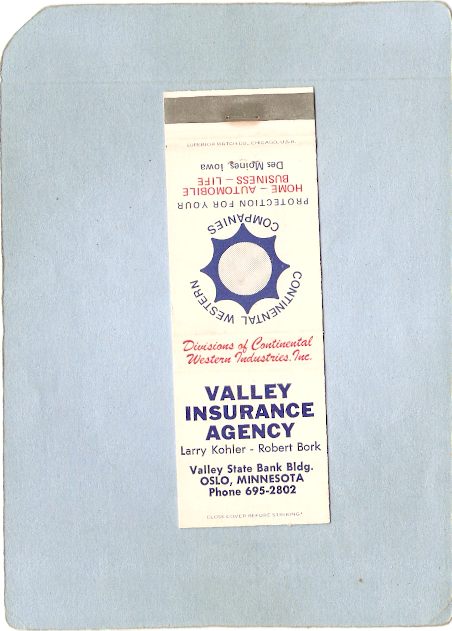 SUPERIOR MATCH CO., CHICAGO, U.S.A.
Des Moines, Iowa
HOME – AUTOMOBILE
BUSINESS – LIFE
PROTECTION FOR YOUR
CONTINENTAL WESTERN COMPANIES
Divisions of Continental
Western Industries, Inc.
VALLEY
INSURANCE
AGENCY
Larry Kohler - Robert Bork
Valley State Bank Bldg.
OSLO, MINNESOTA
Phone 695-2802
CLOSE COVER BEFORE STRIKING!